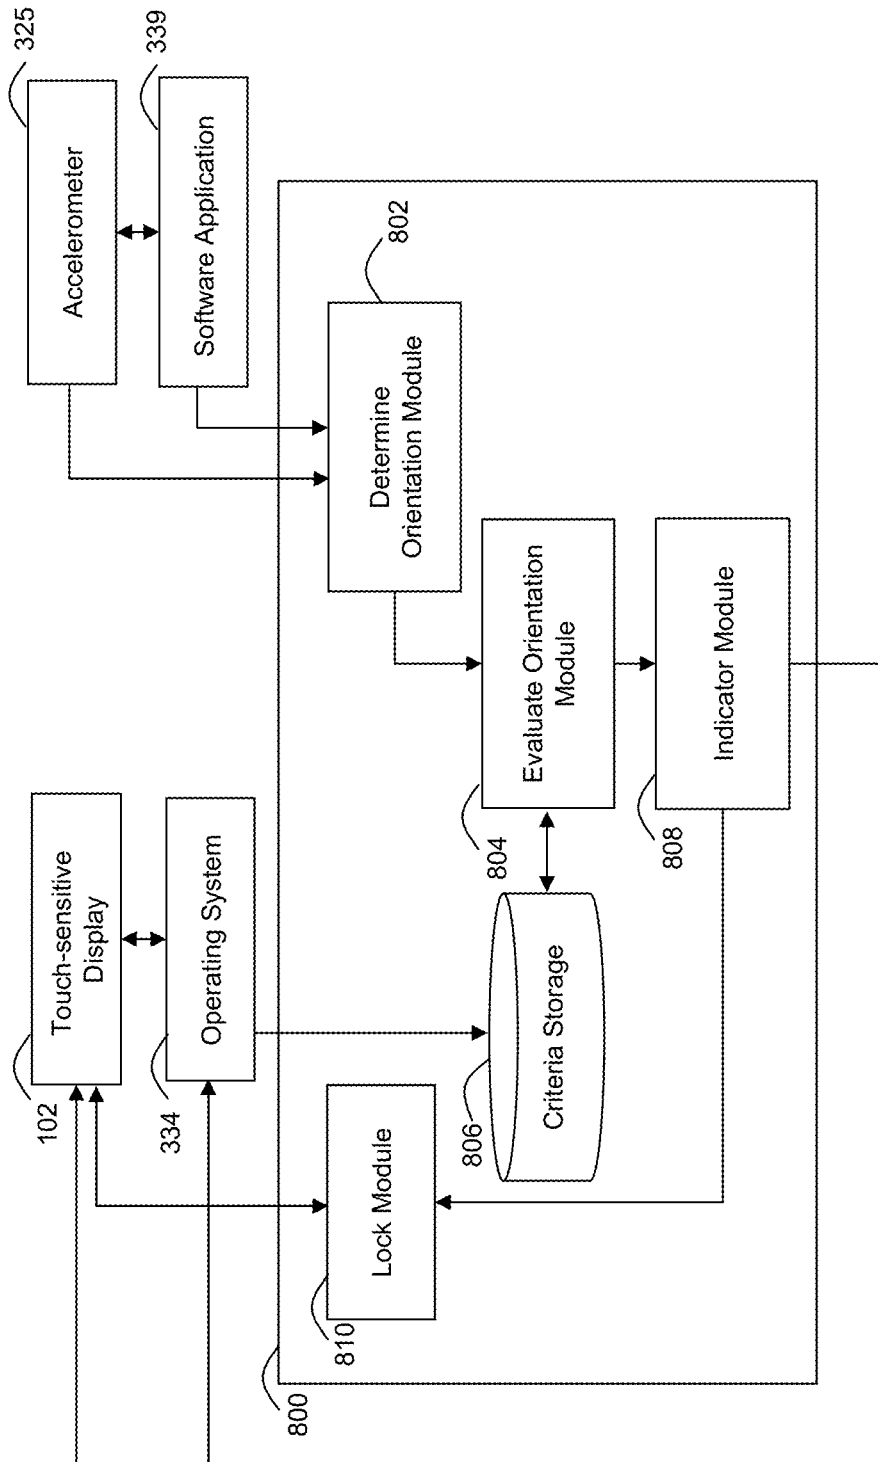 102
Touch-sensitive
Display
325
Accelerometer
334
Operating System
339
Software Application
800
810
Lock Module
802
Determine
Orientation Module
806
Criteria Storage
804
Evaluate Orientation
Module
808
Indicator Module